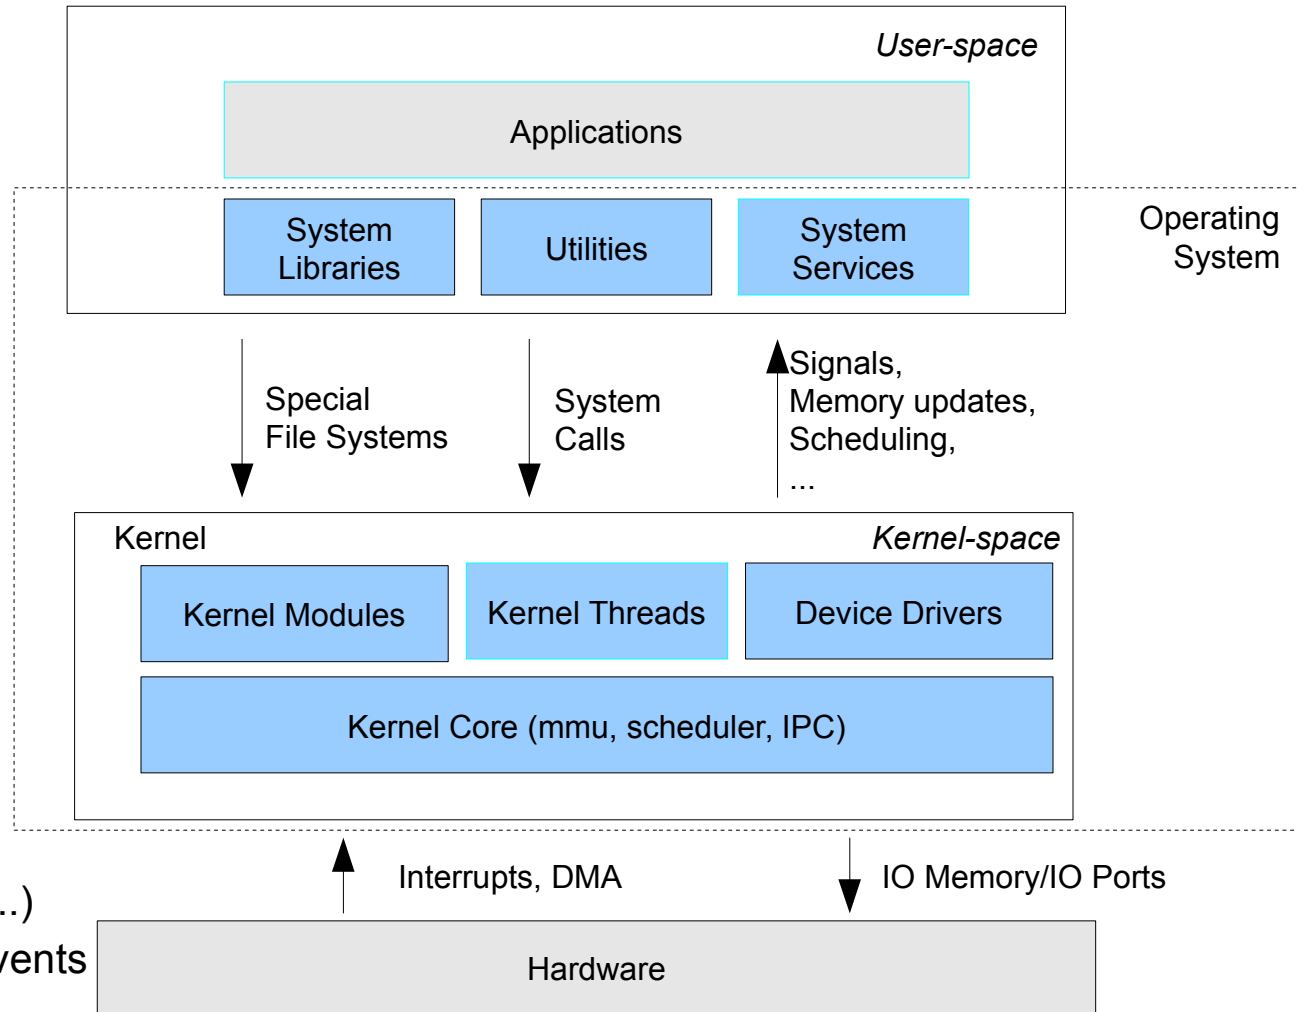 User-space
Applications
Operating
System
System
Libraries
Utilities
System
Services
Special
File Systems
System
Calls
Signals,
Memory updates,
Scheduling,
...
Kernel
Kernel-space
Kernel Modules
Kernel Threads
Device Drivers
Kernel Core (mmu, scheduler, IPC)
Interrupts, DMA
IO Memory/IO Ports
..)
Hardware